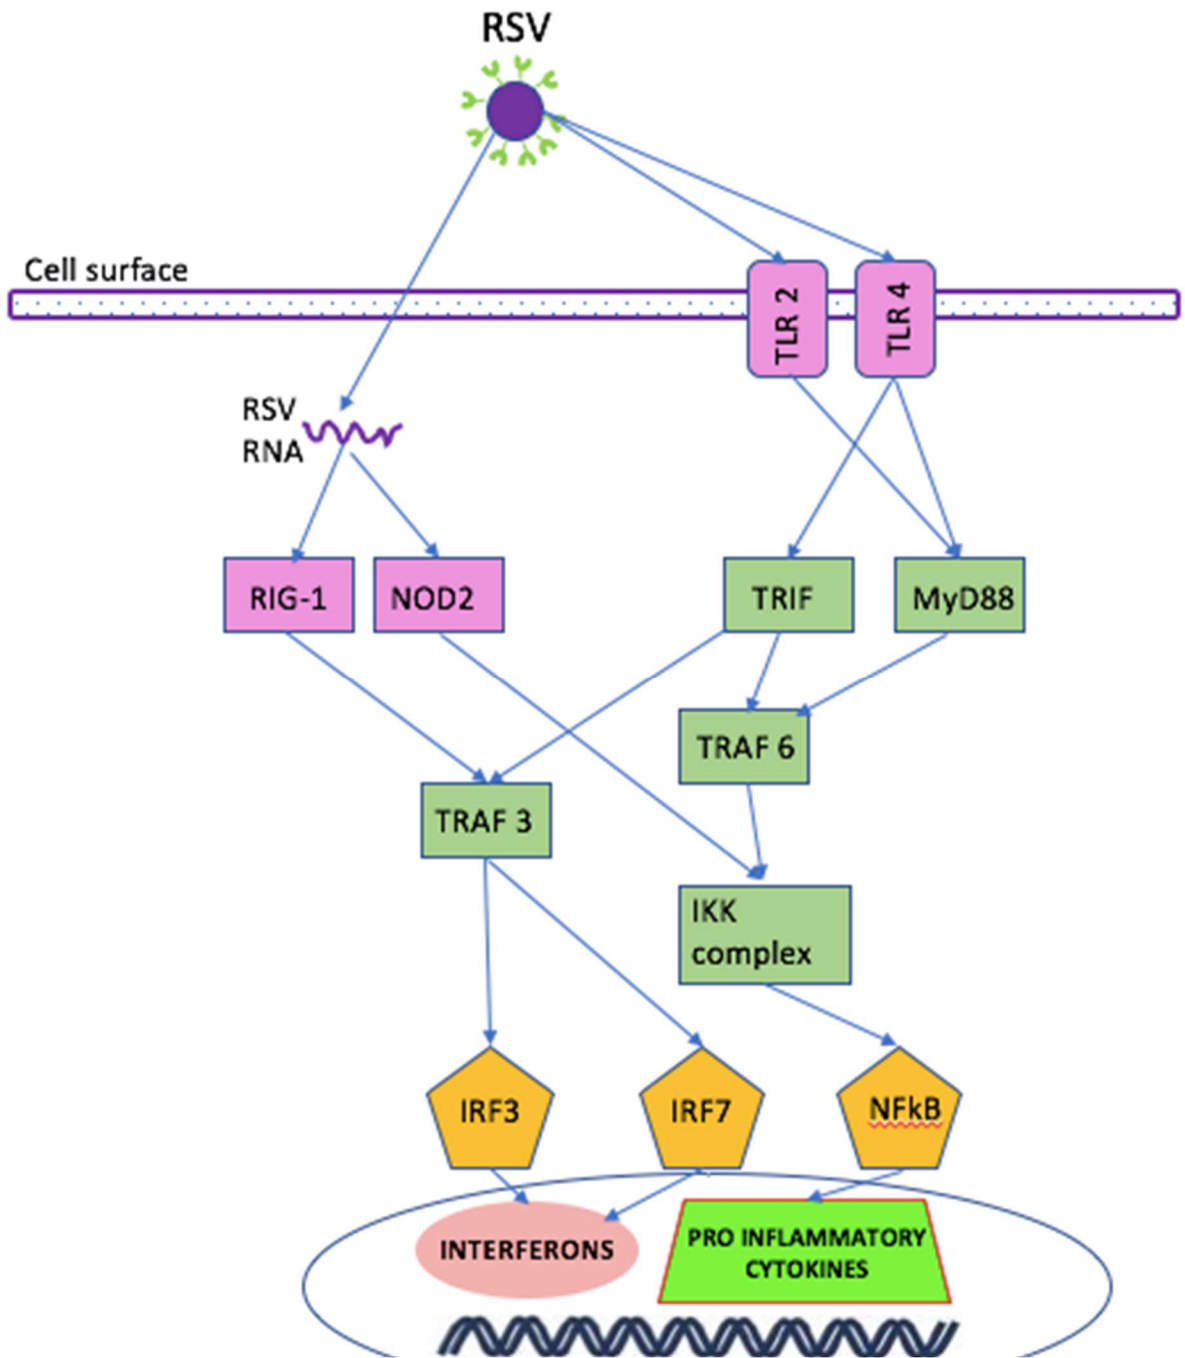 RSV
Cell surface
TLR 2
TLR 4
RSV
RNA
RIG-1
NOD2
TRIF
MyD88
TRAF 6
TRAF 3
IKK
complex
IRF3
IRF7
NFkB
INTERFERONS
PRO INFLAMMATORY
CYTOKINES